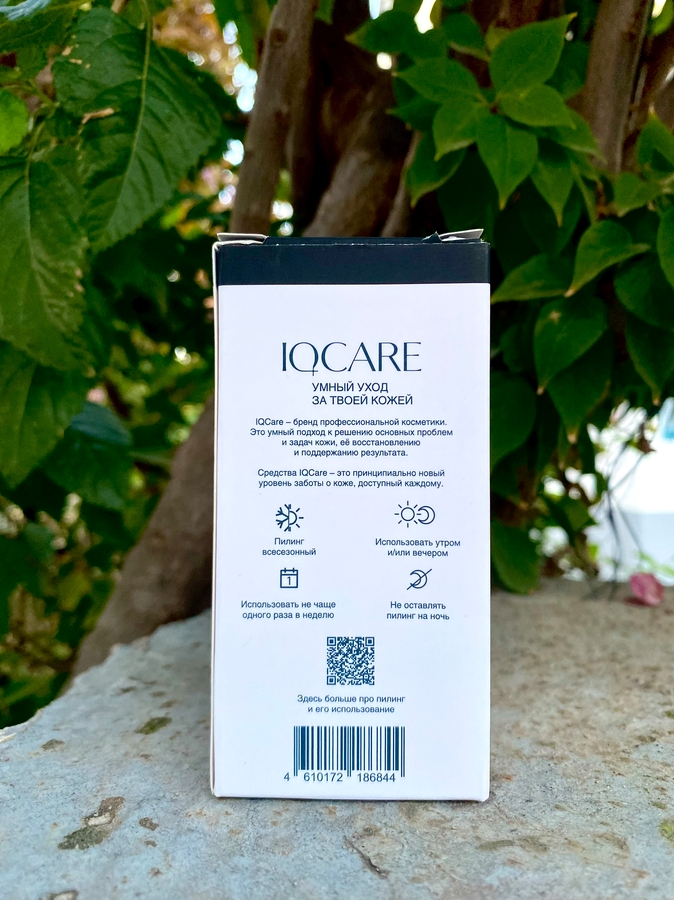 IQCARE
УМНЫЙ УХОД
ЗА ТВОЕЙ КОЖЕЙ
IQCare – бренд профессиональной косметики.
Это умный подход к решению основных проблем
и задач кожи, её восстановлению
и поддержанию результата.
Средства IQCare – это принципиально новый
уровень заботы о коже, доступный каждому.
Пилинг
всесезонный
Использовать утром
и/или вечером
1
Использовать не чаще
одного раза в неделю
Не оставлять
пилинг на ночь
Здесь больше про пилинг
и его использование
4 610172 186844